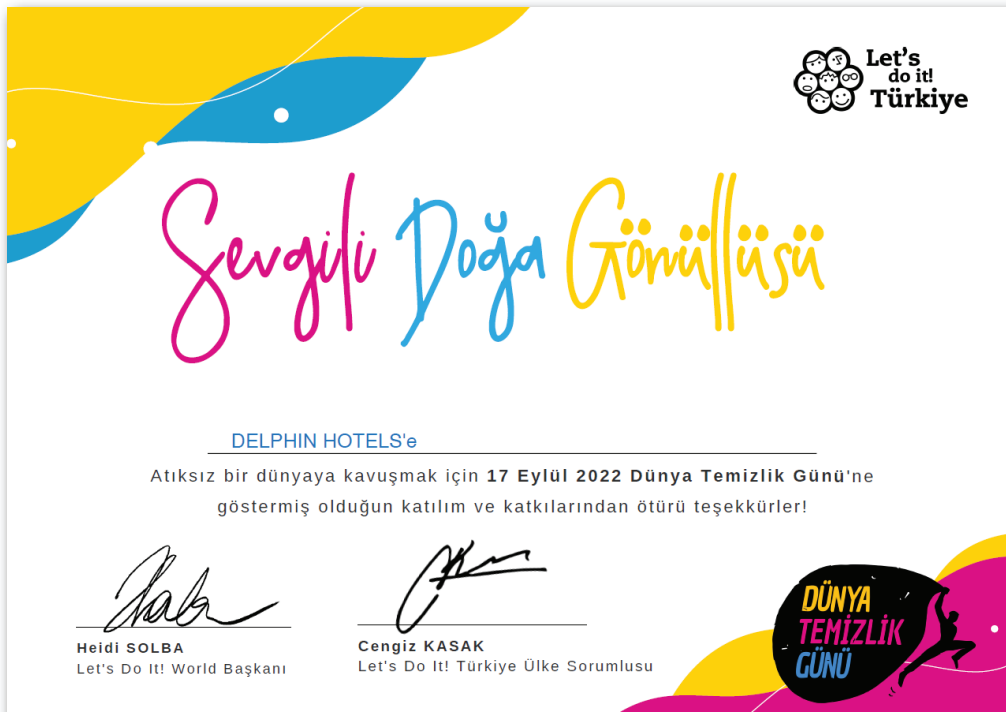 Let's
do it!
Türkiye
Sevgili Doğa Gönüllüsü
DELPHIN HOTELS'e
Atıksız bir dünyaya kavuşmak için 17 Eylül 2022 Dünya Temizlik Günü'ne
göstermiş olduğun katılım ve katkılarından ötürü teşekkürler!
Heidi SOLBA
Let's Do It! World Başkanı
Cengiz KASAK
Let's Do It! Türkiye Ülke Sorumlusu
DÜNYA
TEMİZLİK
GÜNÜ